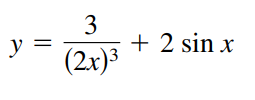 y = 3/(2x)³ + 2 sin x